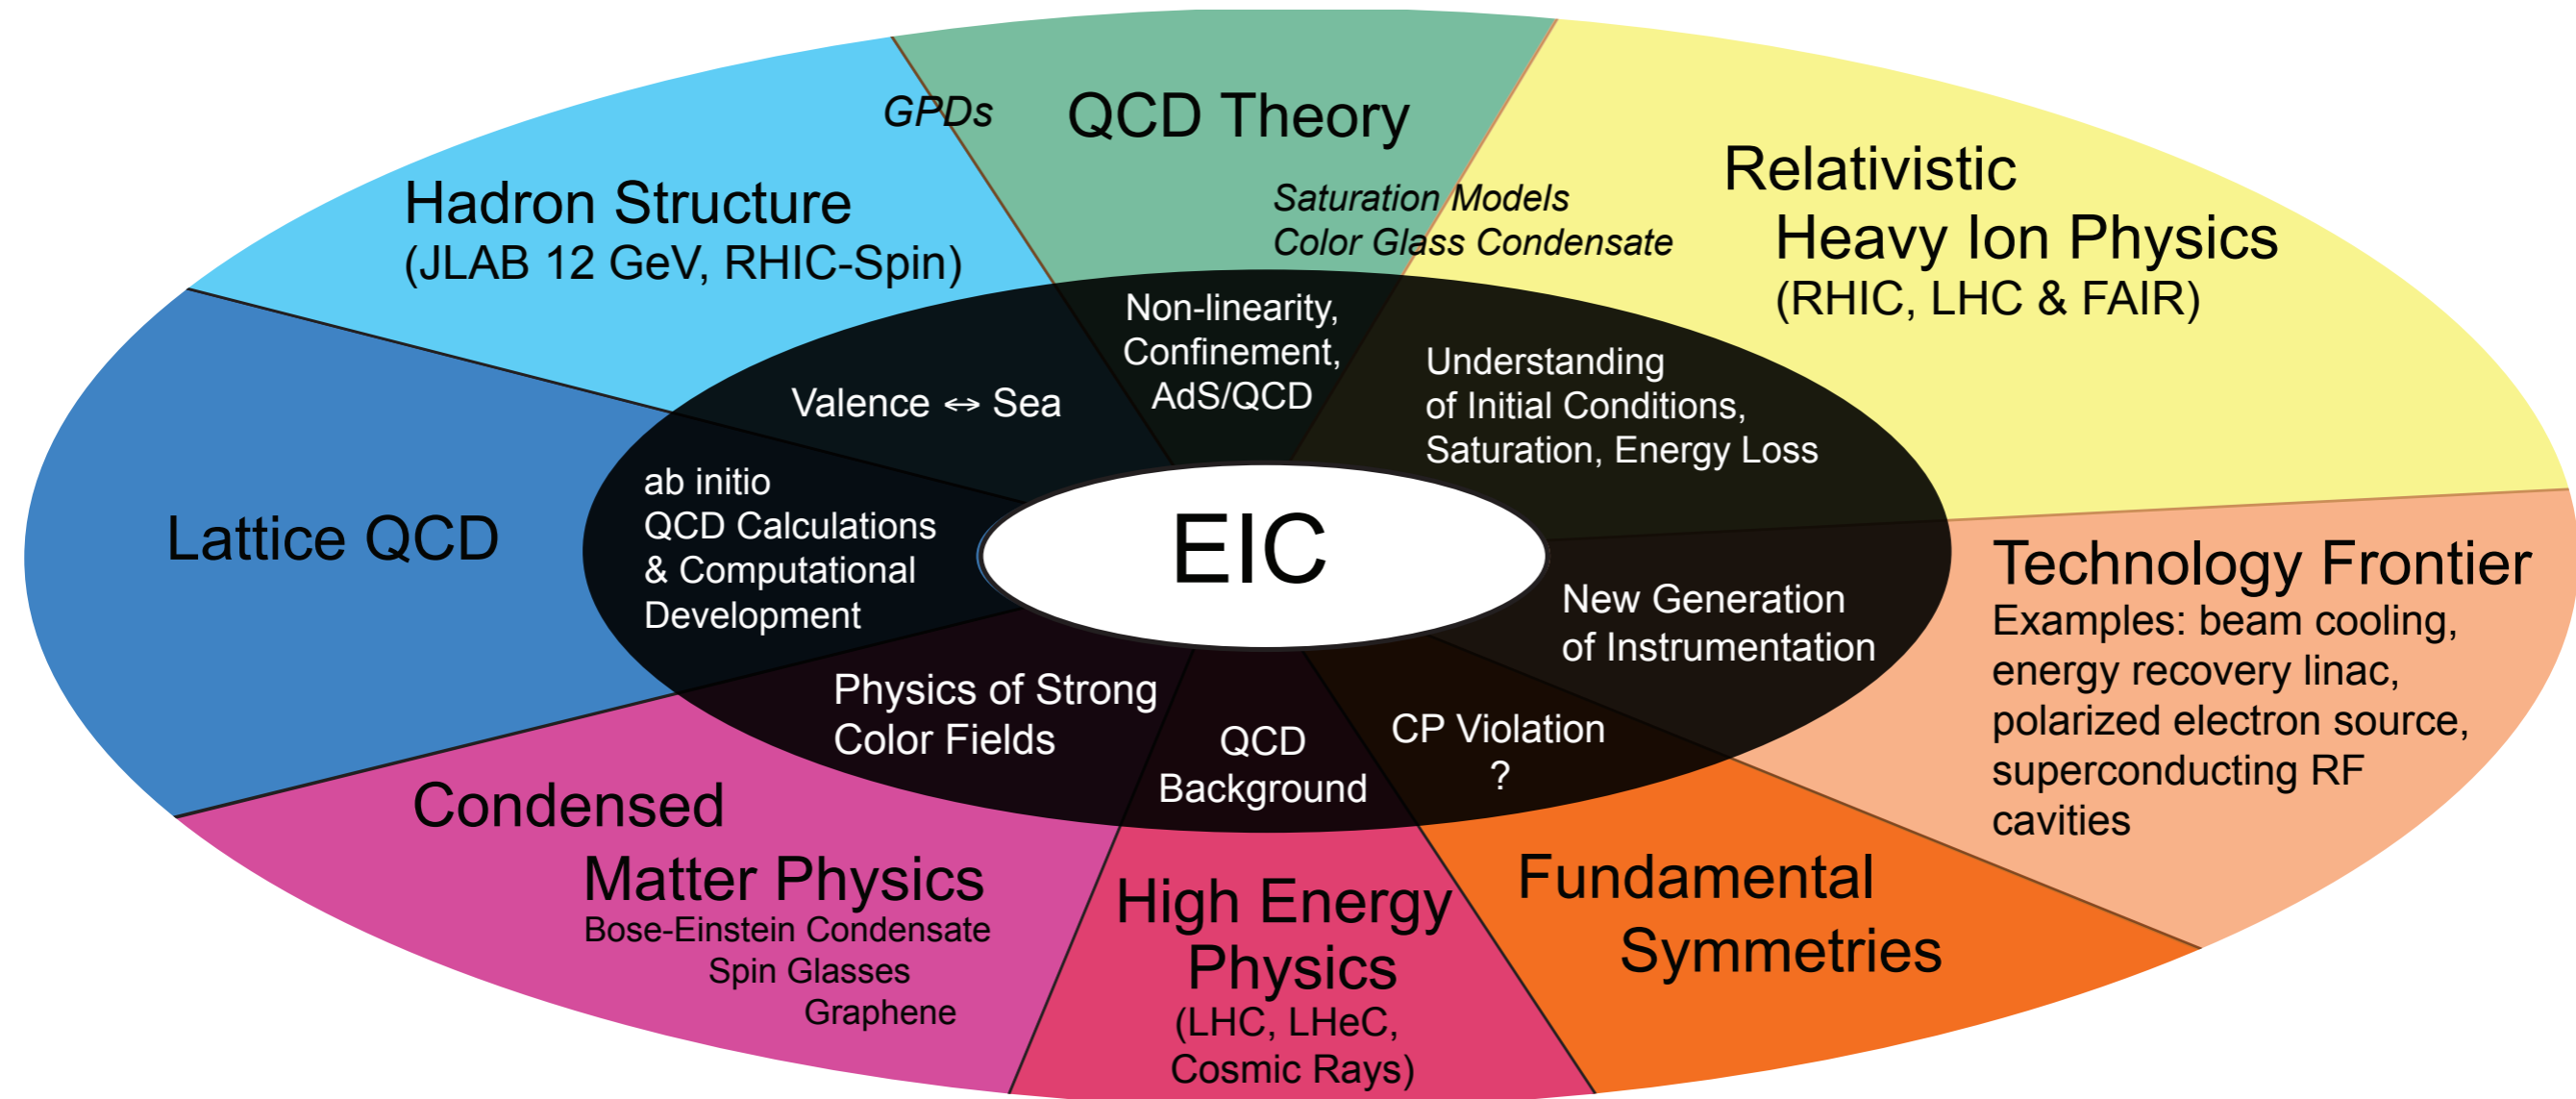 GPDs
QCD Theory
Saturation Models
Color Glass Condensate
Hadron Structure
(JLAB 12 GeV, RHIC-Spin)
Relativistic
Heavy Ion Physics
(RHIC, LHC & FAIR)
Non-linearity,
Confinement,
AdS/QCD
Valence ↔ Sea
Understanding
of Initial Conditions,
Saturation, Energy Loss
Lattice QCD
ab initio
QCD Calculations
& Computational
Development
EIC
New Generation
of Instrumentation
Technology Frontier
Examples: beam cooling,
energy recovery linac,
polarized electron source,
superconducting RF
cavities
Physics of Strong
Color Fields
QCD
Background
CP Violation
?
Condensed
Matter Physics
Bose-Einstein Condensate
Spin Glasses
Graphene
High Energy
Physics
(LHC, LHeC,
Cosmic Rays)
Fundamental
Symmetries